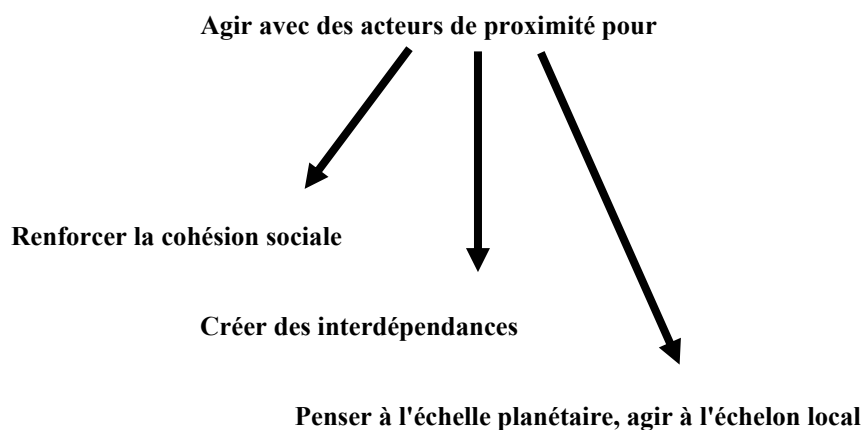 Agir avec des acteurs de proximité pour
Renforcer la cohésion sociale
Créer des interdépendances
Penser à l'échelle planétaire, agir à l'échelon local